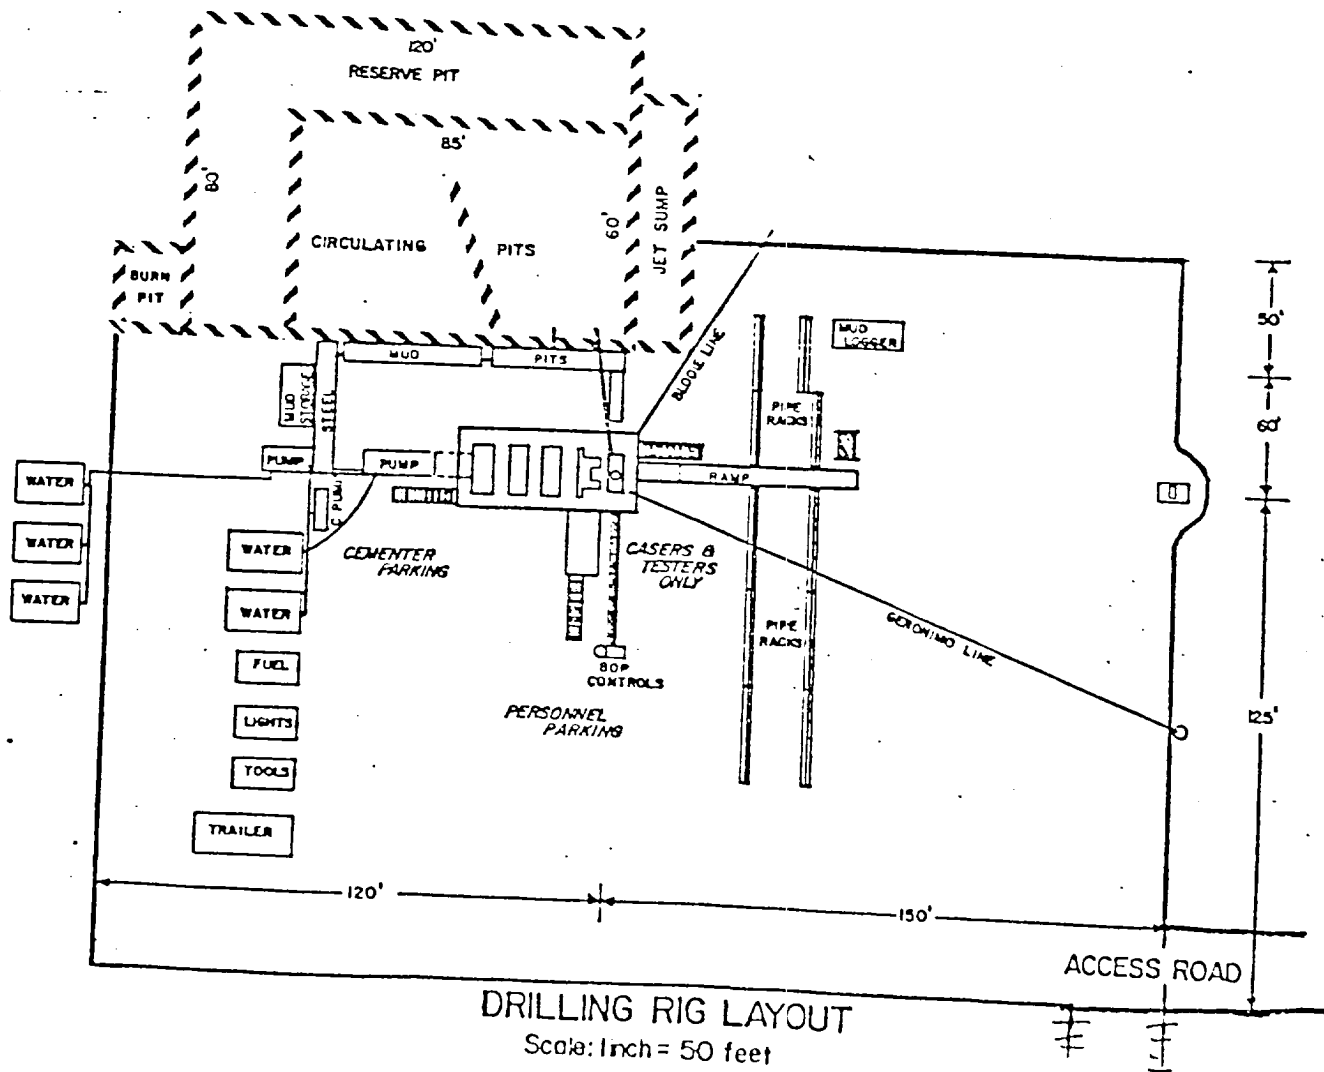 120'
RESERVE PIT
85'
80'
60'
CIRCULATING
PITS
JET SUMP
BURN
PIT
BLOOIE LINE
MUD
PITS
MUD
STORAGE
STEEL
MUD
LOGGER
50'
60'
PIPE
RACKS
PUMP
PUMP
RAMP
WATER
WATER
WATER
WATER
WATER
CEMENTER
PARKING
CASERS &
TESTERS
ONLY
PIPE
RACKS
GERONIMO LINE
FUEL
BOP
CONTROLS
LIGHTS
PERSONNEL
PARKING
125'
TOOLS
TRAILER
120'
150'
ACCESS ROAD
DRILLING RIG LAYOUT
Scale: 1 inch = 50 feet